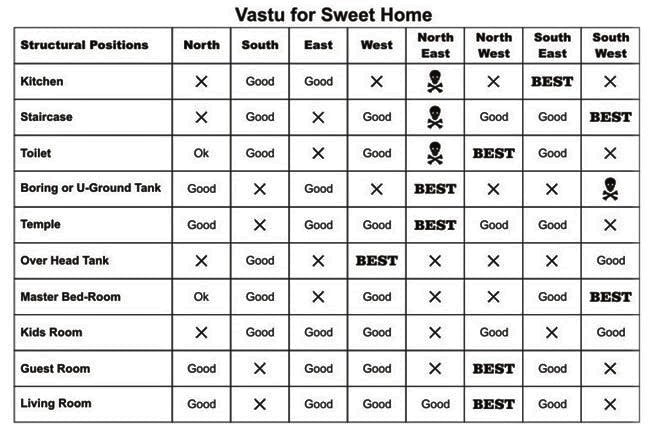 Vastu for Sweet Home
Structural Positions North South East West North East North West South East South West
Kitchen ✕ Good Good ✕ ☠ ✕ BEST ✕
Staircase ✕ Good ✕ Good ☠ Good Good BEST
Toilet Ok Good ✕ Good ☠ BEST Good ✕
Boring or U-Ground Tank Good ✕ Good ✕ BEST ✕ ✕ ☠
Temple Good ✕ Good Good BEST Good Good ✕
Over Head Tank ✕ Good ✕ BEST ✕ ✕ ✕ Good
Master Bed-Room Ok Good ✕ Good ✕ ✕ Good BEST
Kids Room ✕ Good Good Good ✕ Good ✕ Good
Guest Room Good ✕ Good Good ✕ BEST Good ✕
Living Room Good ✕ Good Good Good BEST Good ✕